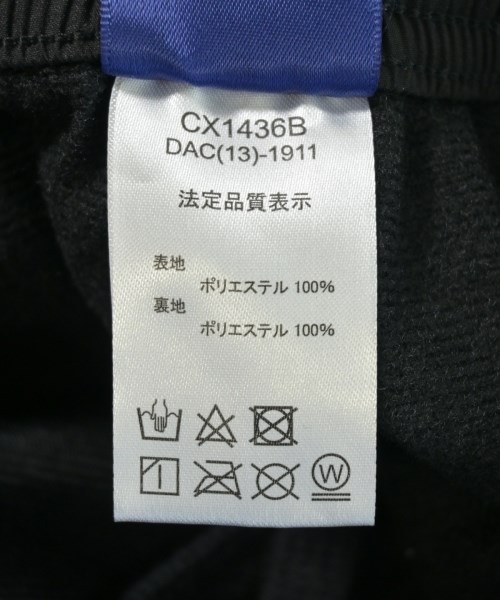 CX1436B
DAC(13)-1911
法定品質表示
表地
ポリエステル 100%
裏地
ポリエステル 100%
W